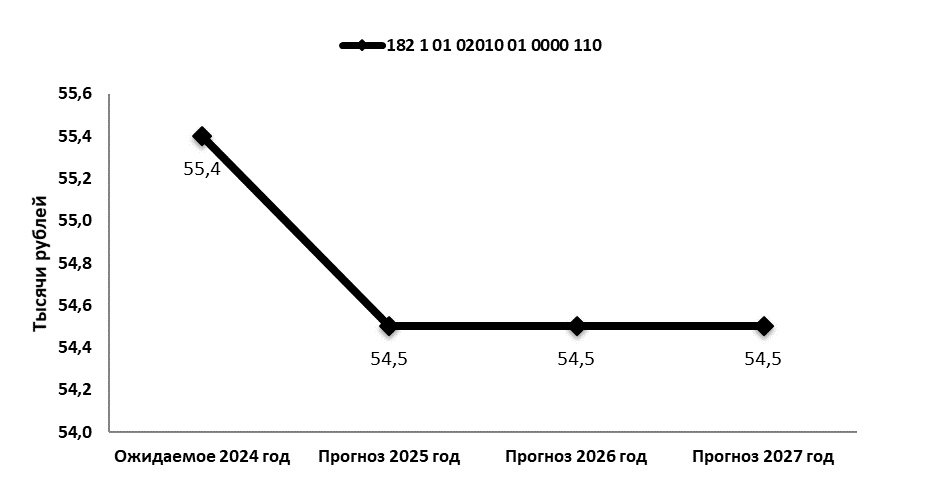 182 1 01 02010 01 0000 110
Тысячи рублей
55,6
55,4
55,2
55,0
54,8
54,6
54,4
54,2
54,0
55,4
54,5
54,5
54,5
Ожидаемое 2024 год
Прогноз 2025 год
Прогноз 2026 год
Прогноз 2027 год